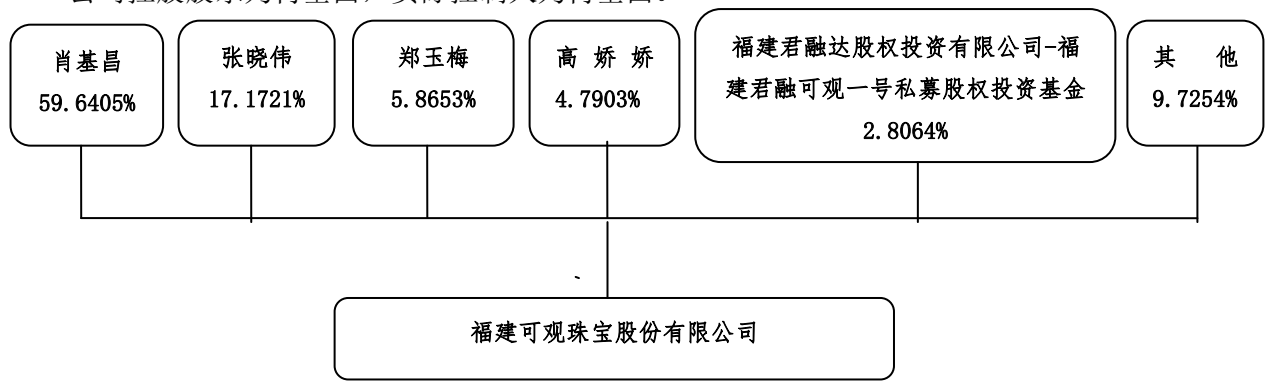 肖基昌
59.6405%
张晓伟
17.1721%
郑玉梅
5.8653%
高 娇 娇
4.7903%
福建君融达股权投资有限公司-福
建君融可观一号私募股权投资基金
2.8064%
其 他
9.7254%
福建可观珠宝股份有限公司